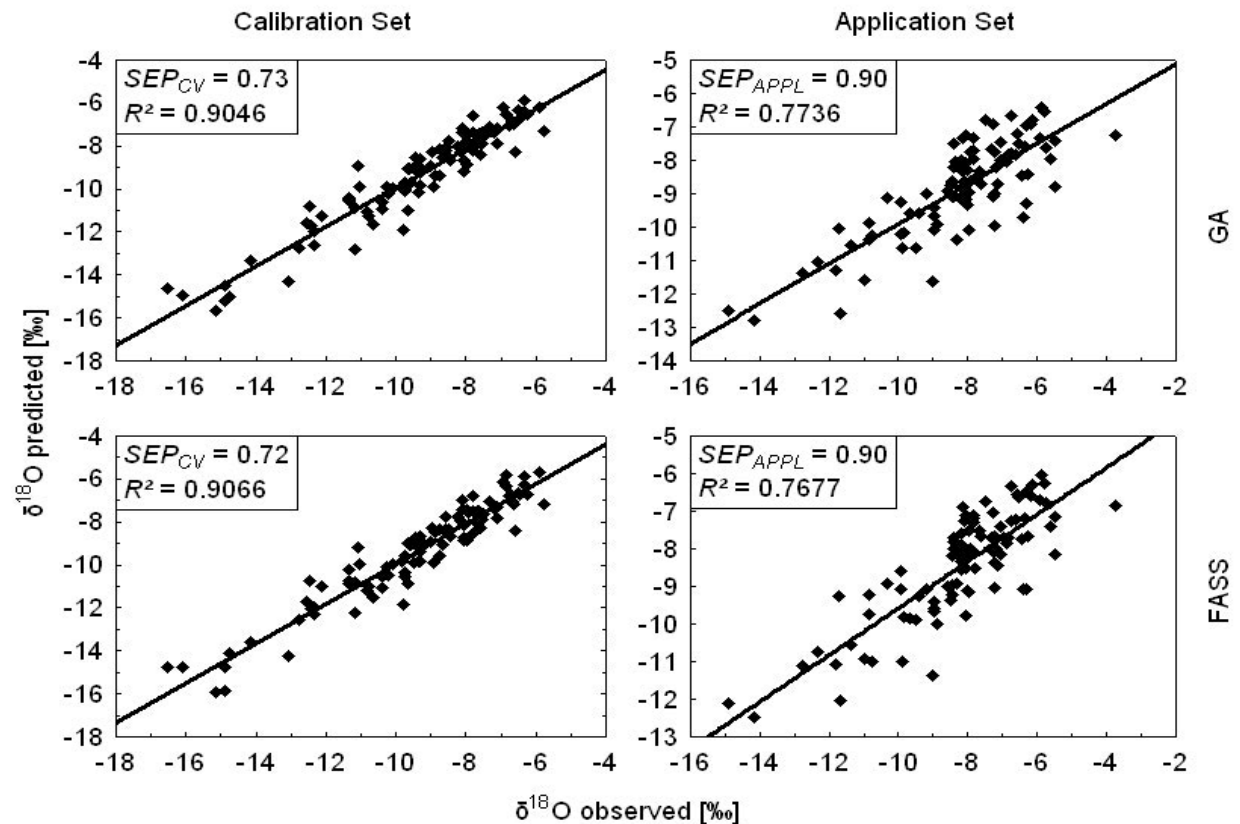 Calibration Set
Application Set
-4
-6
-8
-10
-12
-14
-16
-18
SEP_CV = 0.73
R² = 0.9046
-18 -16 -14 -12 -10 -8 -6 -4
-5
-6
-7
-8
-9
-10
-11
-12
-13
-14
SEP_APPL = 0.90
R² = 0.7736
-16 -14 -12 -10 -8 -6 -4 -2
GA
δ¹⁸O predicted [‰]
-4
-6
-8
-10
-12
-14
-16
-18
SEP_CV = 0.72
R² = 0.9066
-18 -16 -14 -12 -10 -8 -6 -4
-5
-6
-7
-8
-9
-10
-11
-12
-13
SEP_APPL = 0.90
R² = 0.7677
-16 -14 -12 -10 -8 -6 -4 -2
FASS
δ¹⁸O observed [‰]